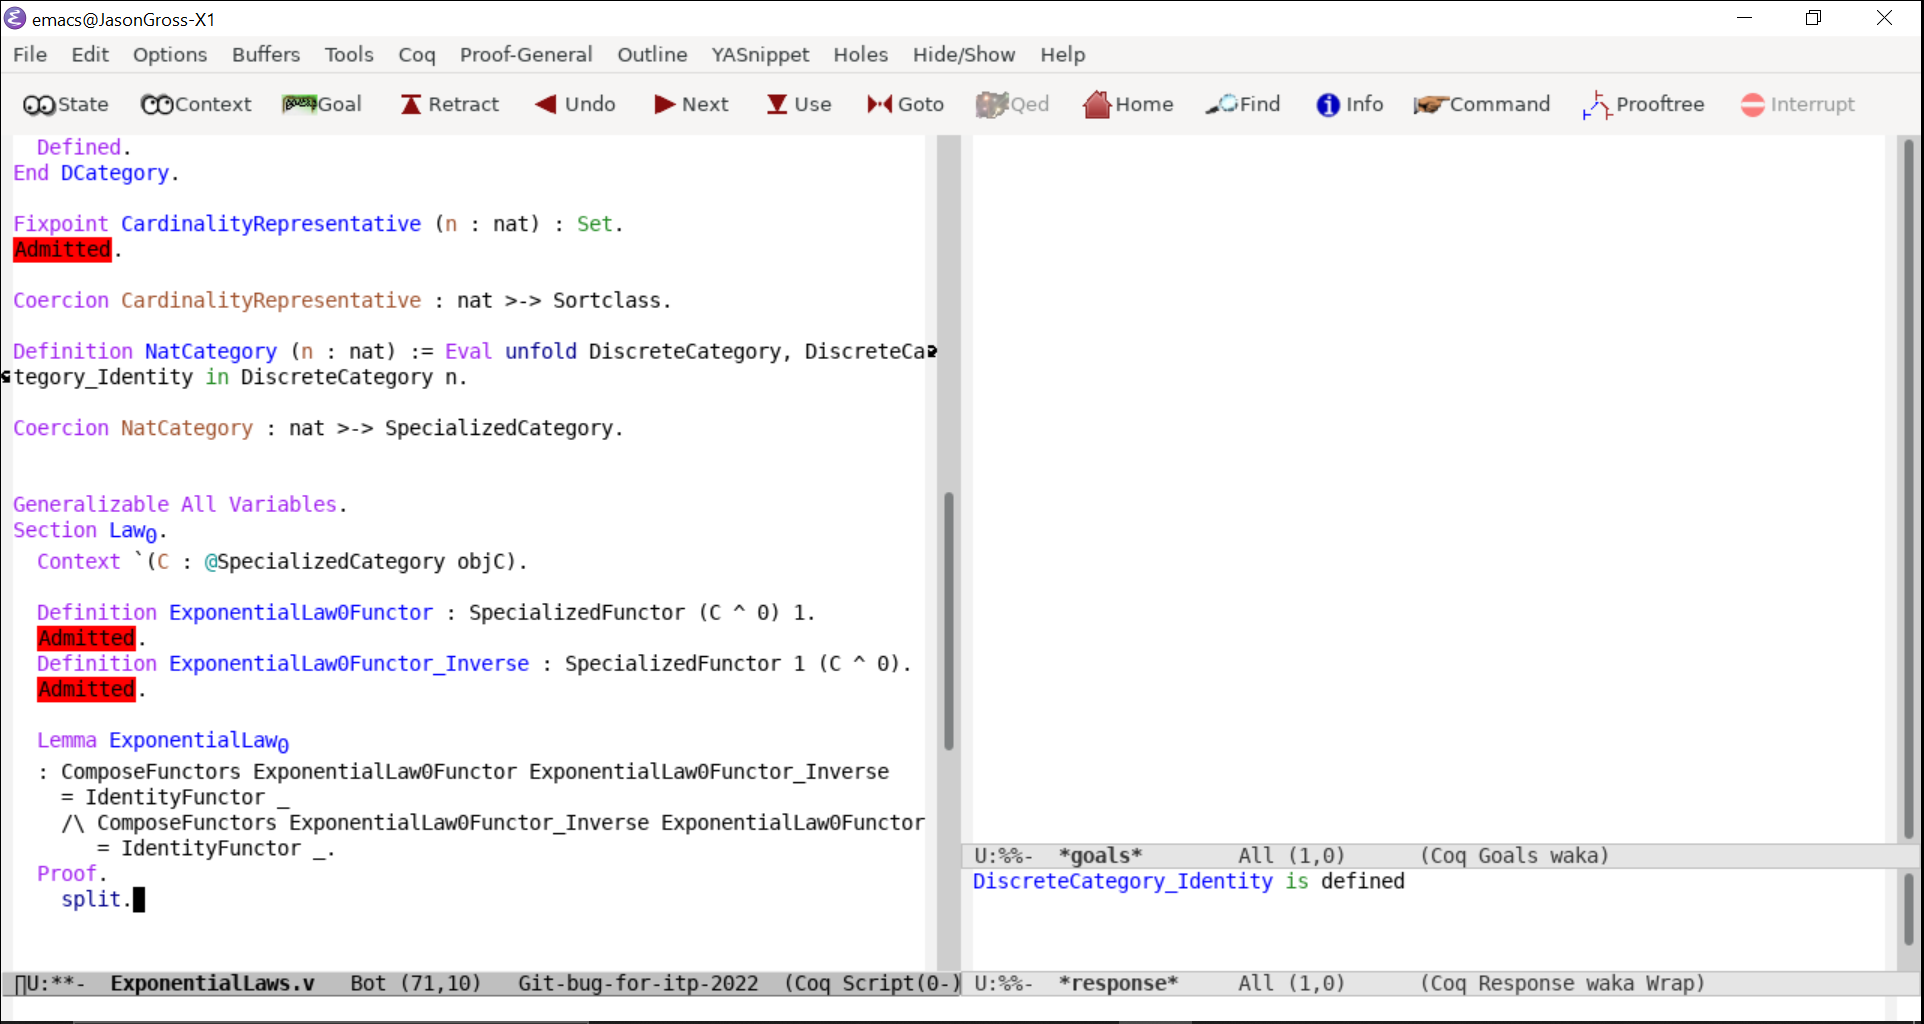 emacs@JasonGross-X1
File Edit Options Buffers Tools Coq Proof-General Outline YASnippet Holes Hide/Show Help
State Context Goal Retract Undo Next Use Goto Qed Home Find Info Command Prooftree Interrupt
  Defined.
End DCategory.
Fixpoint CardinalityRepresentative (n : nat) : Set.
Admitted.
Coercion CardinalityRepresentative : nat >-> Sortclass.
Definition NatCategory (n : nat) := Eval unfold DiscreteCategory, DiscreteCa
tegory_Identity in DiscreteCategory n.
Coercion NatCategory : nat >-> SpecializedCategory.
Generalizable All Variables.
Section Law₀.
  Context `(C : @SpecializedCategory objC).
  Definition ExponentialLaw0Functor : SpecializedFunctor (C ^ 0) 1.
  Admitted.
  Definition ExponentialLaw0Functor_Inverse : SpecializedFunctor 1 (C ^ 0).
  Admitted.
  Lemma ExponentialLaw₀
  : ComposeFunctors ExponentialLaw0Functor ExponentialLaw0Functor_Inverse
    = IdentityFunctor _
    /\ ComposeFunctors ExponentialLaw0Functor_Inverse ExponentialLaw0Functor
       = IdentityFunctor _.
  Proof.
    split.
U:**-  ExponentialLaws.v   Bot (71,10)   Git-bug-for-itp-2022  (Coq Script(0-)
U:%%-  *goals*        All (1,0)      (Coq Goals waka)
DiscreteCategory_Identity is defined
U:%%-  *response*     All (1,0)      (Coq Response waka Wrap)